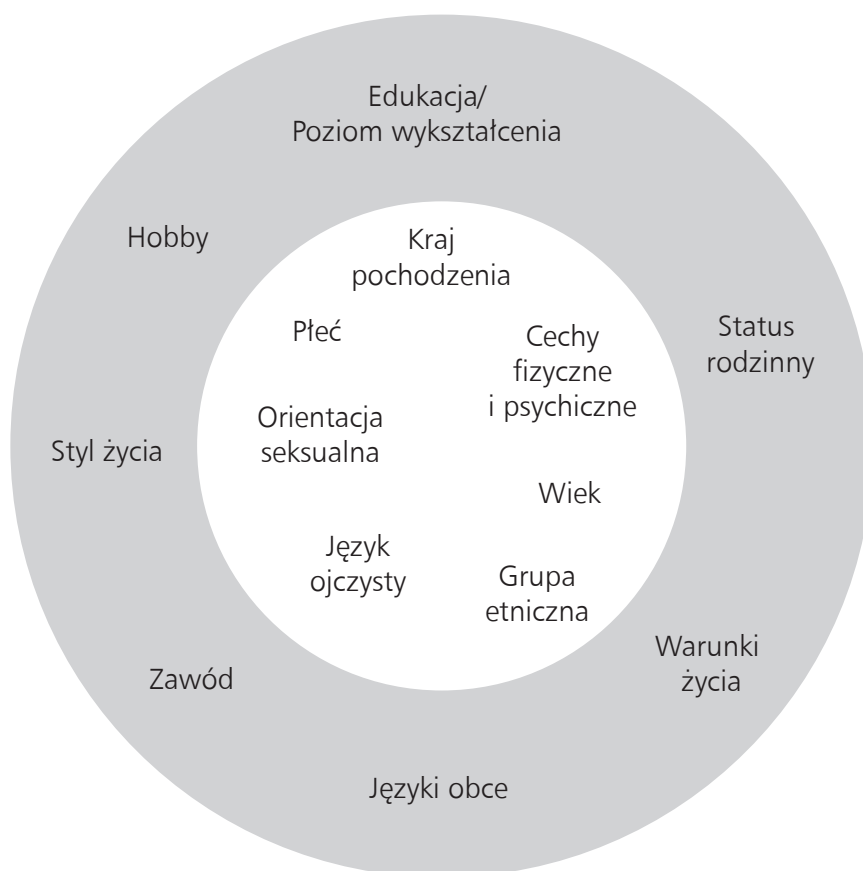 Edukacja/
Poziom wykształcenia
Hobby
Kraj
pochodzenia
Płeć
Cechy
fizyczne
i psychiczne
Status
rodzinny
Orientacja
seksualna
Styl życia
Wiek
Język
ojczysty
Grupa
etniczna
Warunki
życia
Zawód
Języki obce